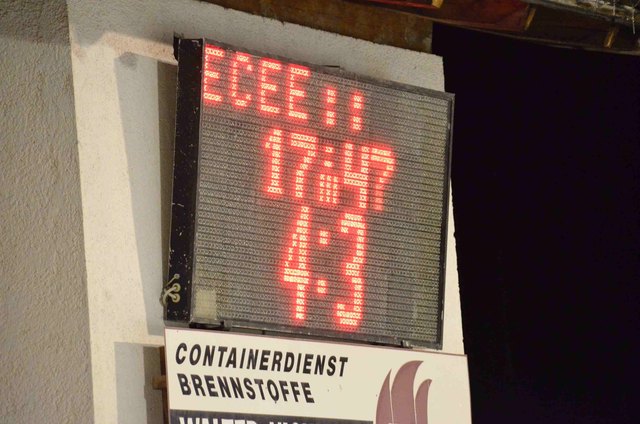 ECEE::
17:47
4:3
CONTAINERDIENST
BRENNSTOFFE